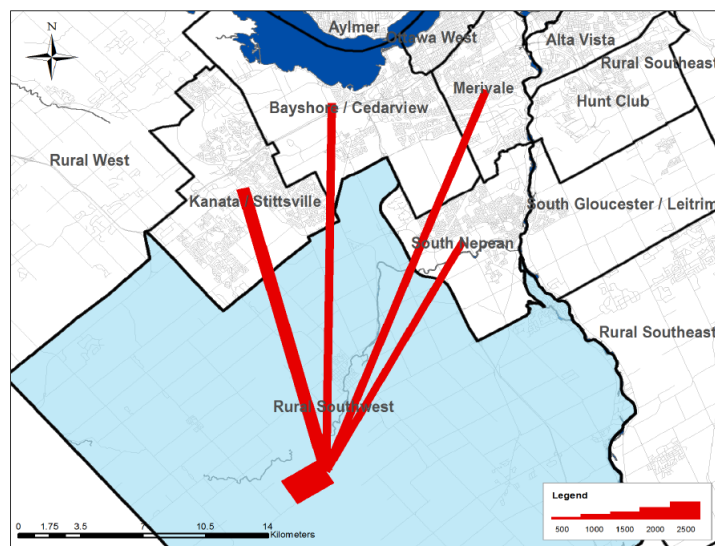 Aylmer
Ottawa West
Alta Vista
Rural Southeast
Merivale
Hunt Club
Bayshore / Cedarview
Rural West
Kanata / Stittsville
South Gloucester / Leitrim
South Nepean
Rural Southeast
Rural Southwest
Legend
500 1000 1500 2000 2500
0 1.75 3.5 7 10.5 14
Kilometers